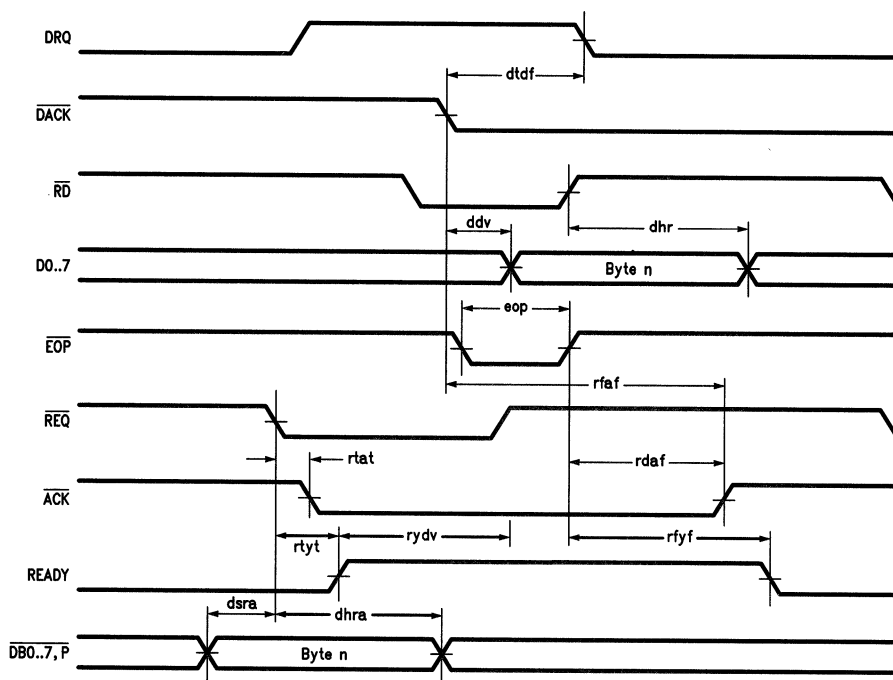 DRQ
dtdf
DACK
RD
ddv
dhr
D0..7
Byte n
eop
EOP
rfaf
REQ
rtat
rdaf
ACK
rtyt
rydv
rfyf
READY
dsra
dhra
DB0..7, P
Byte n